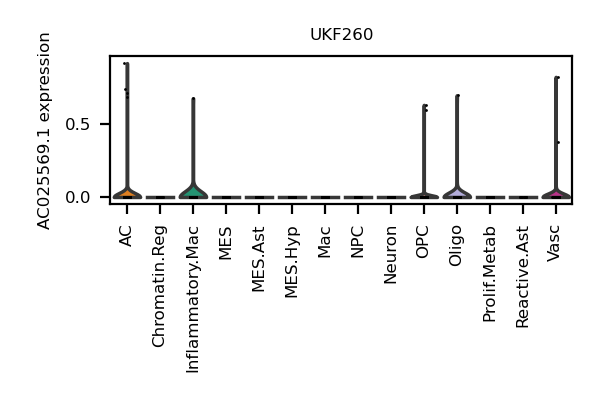 UKF260
AC025569.1 expression
0.5
0.0
AC
Chromatin.Reg
Inflammatory.Mac
MES
MES.Ast
MES.Hyp
Mac
NPC
Neuron
OPC
Oligo
Prolif.Metab
Reactive.Ast
Vasc